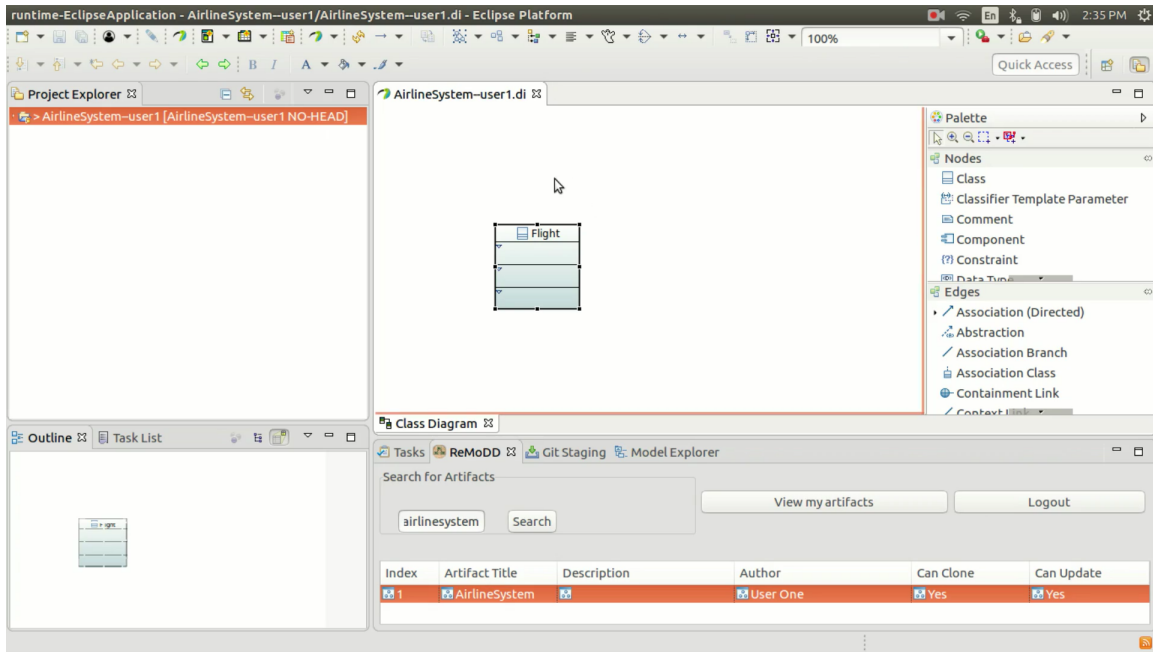 runtime-EclipseApplication - AirlineSystem--user1/AirlineSystem--user1.di - Eclipse Platform
En
2:35 PM
100%
B I A
Quick Access
Project Explorer
> AirlineSystem--user1 [AirlineSystem--user1 NO-HEAD]
AirlineSystem--user1.di
Flight
Palette
Nodes
Class
Classifier Template Parameter
Comment
Component
Constraint
Data Type
Edges
Association (Directed)
Abstraction
Association Branch
Association Class
Containment Link
Class Diagram
Outline
Task List
Flight
Tasks
ReMoDD
Git Staging
Model Explorer
Search for Artifacts
airlinesystem
Search
View my artifacts
Logout
Index Artifact Title Description Author Can Clone Can Update
1 AirlineSystem User One Yes Yes